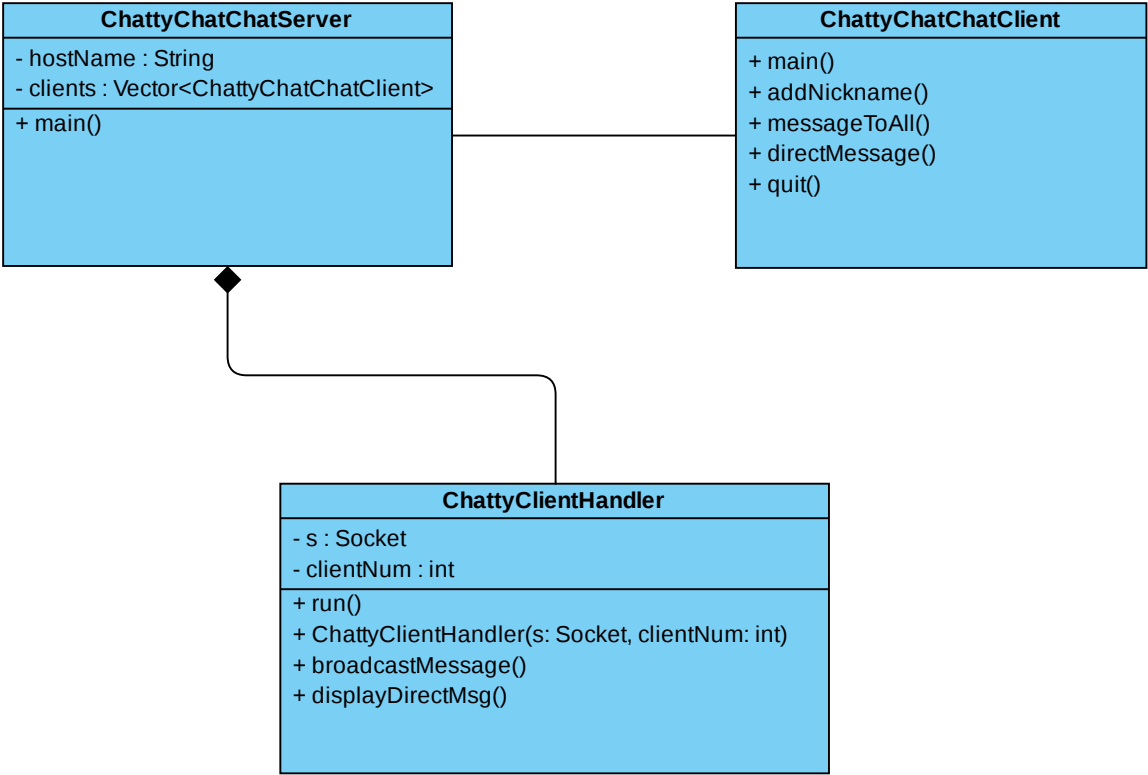 ChattyChatChatServer
- hostName : String
- clients : Vector<ChattyChatChatClient>
+ main()
ChattyChatChatClient
+ main()
+ addNickname()
+ messageToAll()
+ directMessage()
+ quit()
ChattyClientHandler
- s : Socket
- clientNum : int
+ run()
+ ChattyClientHandler(s: Socket, clientNum: int)
+ broadcastMessage()
+ displayDirectMsg()